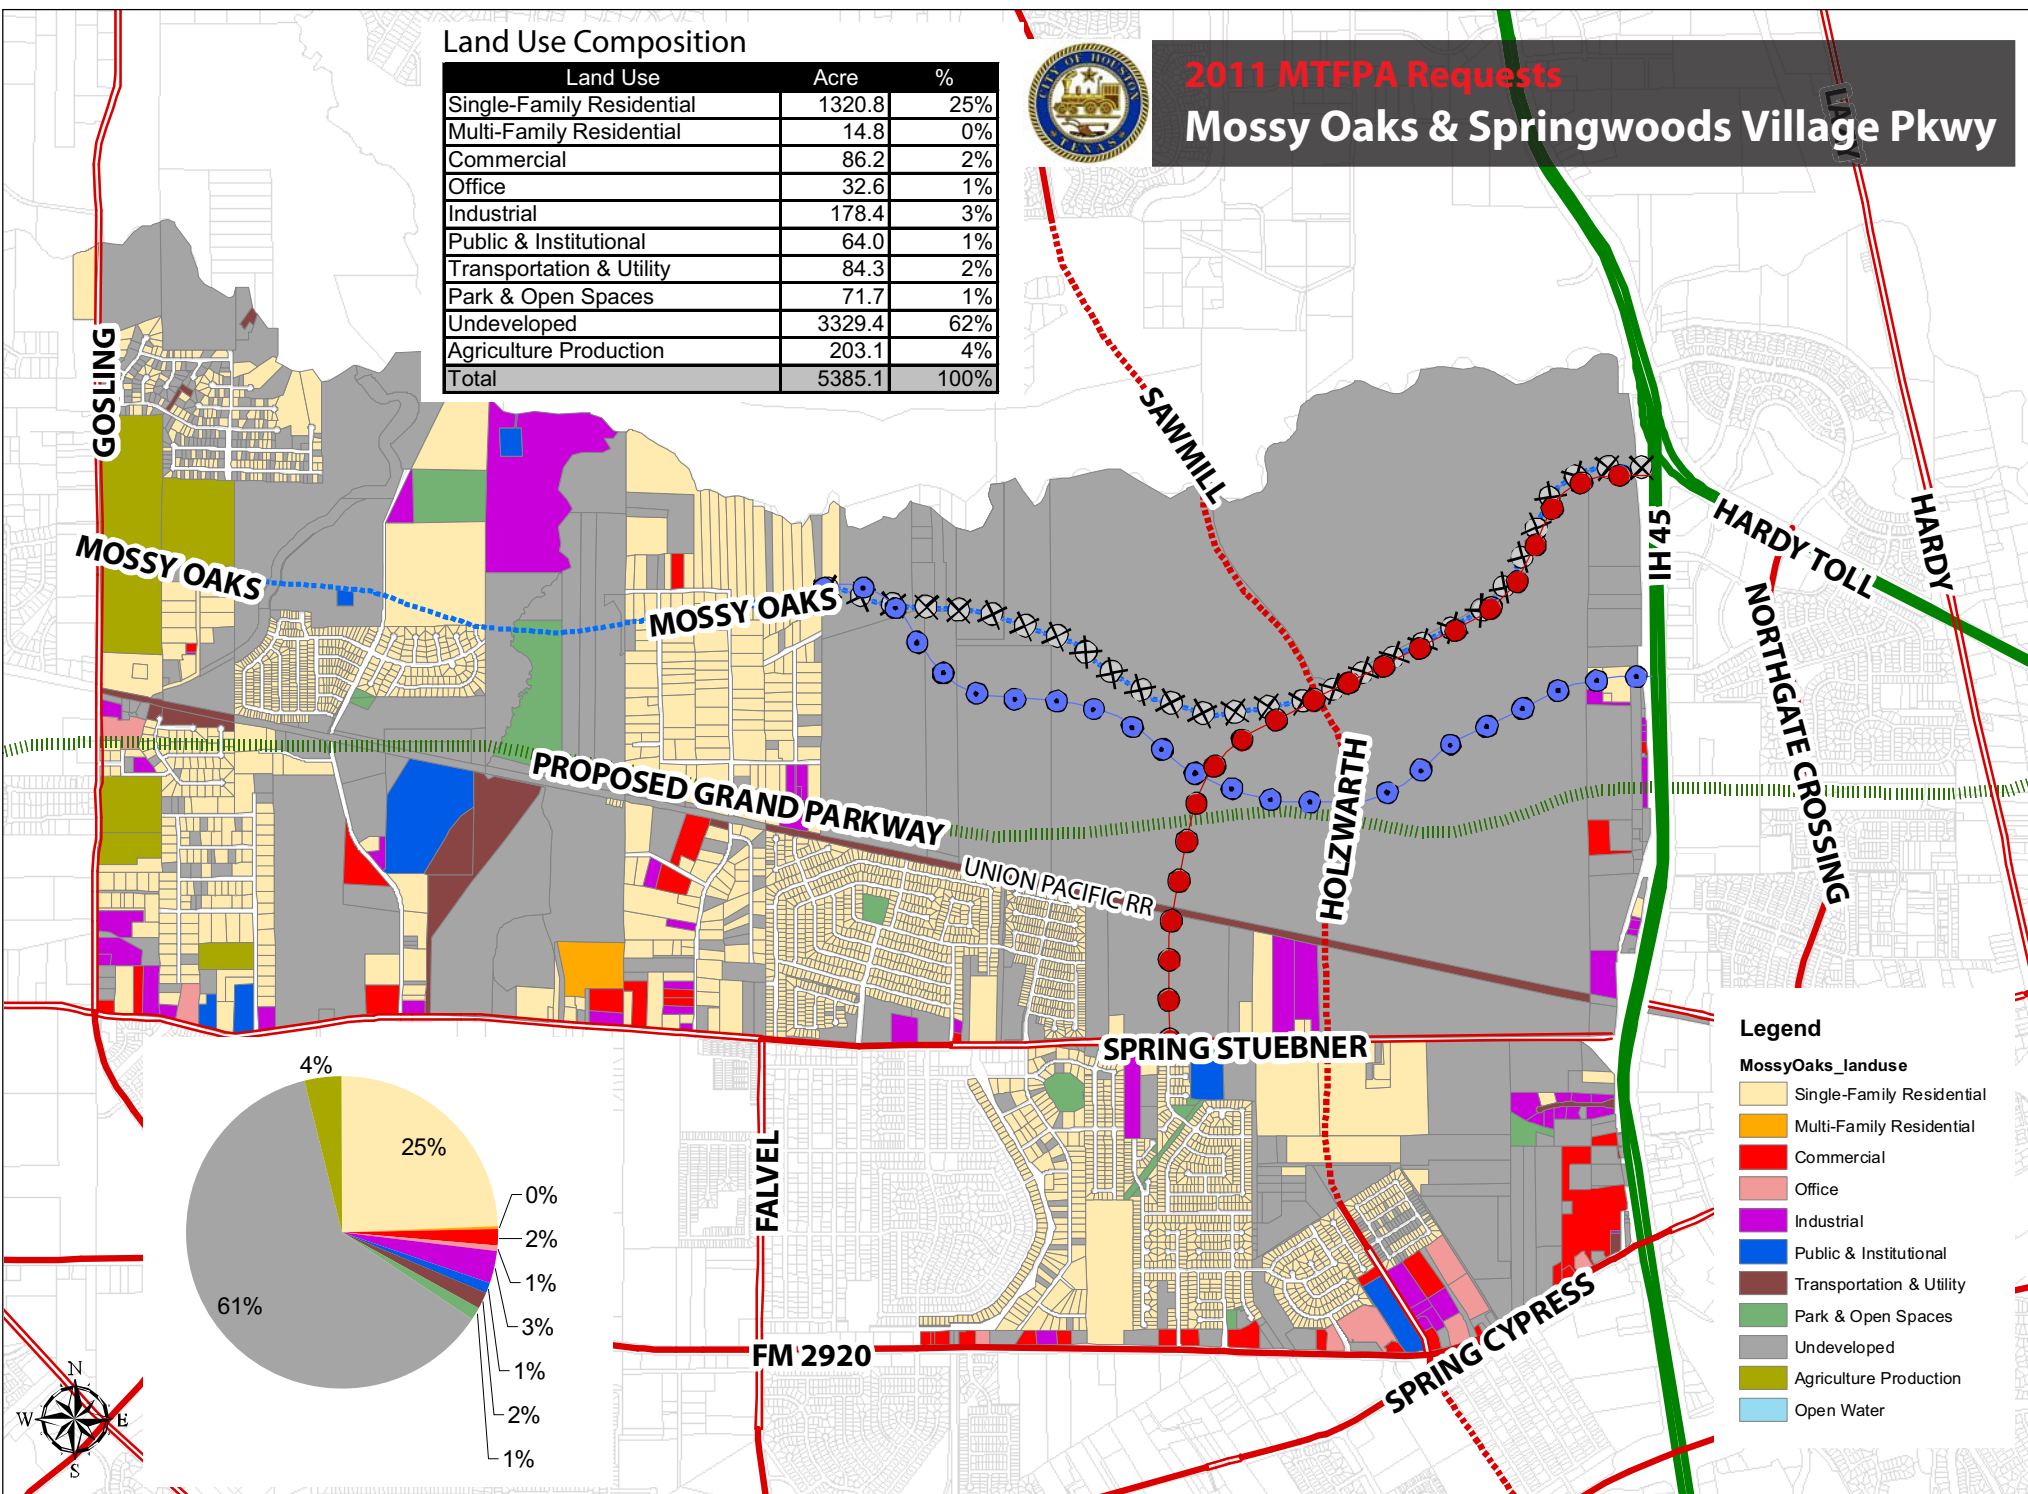 Land Use Composition
Land Use Acre %
Single-Family Residential 1320.8 25%
Multi-Family Residential 14.8 0%
Commercial 86.2 2%
Office 32.6 1%
Industrial 178.4 3%
Public & Institutional 64.0 1%
Transportation & Utility 84.3 2%
Park & Open Spaces 71.7 1%
Undeveloped 3329.4 62%
Agriculture Production 203.1 4%
Total 5385.1 100%
CITY OF HOUSTON
TEXAS
2011 MTFPA Requests
Mossy Oaks & Springwoods Village Pkwy
GOSLING
SAWMILL
IH 45
HARDY TOLL
HARDY
MOSSY OAKS
MOSSY OAKS
NORTHGATE CROSSING
PROPOSED GRAND PARKWAY
HOLZWARTH
UNION PACIFIC RR
SPRING STUEBNER
FALVEL
FM 2920
SPRING CYPRESS
4%
25%
0%
2%
1%
3%
1%
2%
1%
61%
N
W E
S
Legend
MossyOaks_landuse
Single-Family Residential
Multi-Family Residential
Commercial
Office
Industrial
Public & Institutional
Transportation & Utility
Park & Open Spaces
Undeveloped
Agriculture Production
Open Water